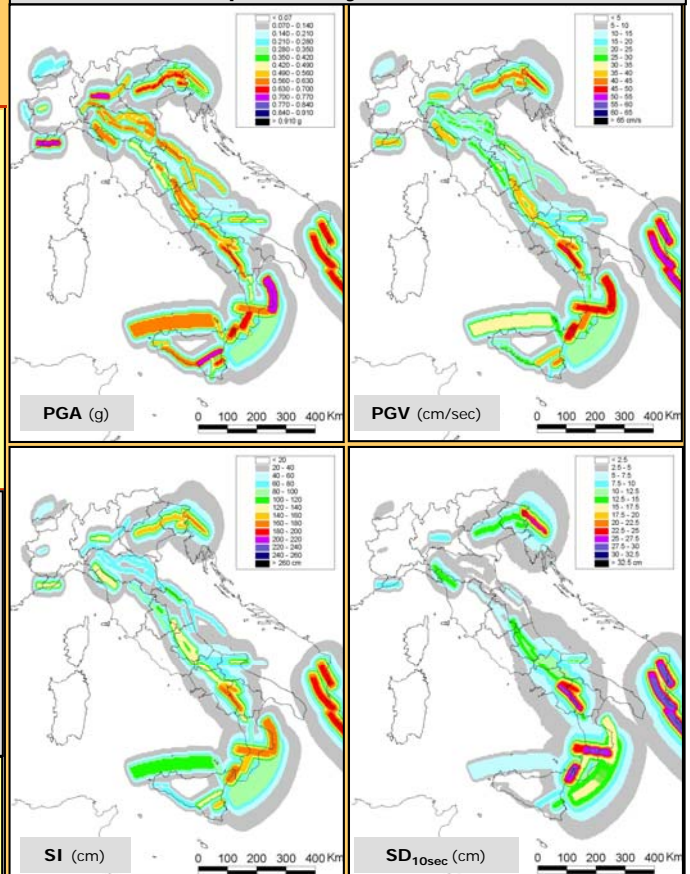 < 0.07
0.070 - 0.140
0.140 - 0.210
0.210 - 0.280
0.280 - 0.350
0.350 - 0.420
0.420 - 0.490
0.490 - 0.560
0.560 - 0.630
0.630 - 0.700
0.700 - 0.770
0.770 - 0.840
0.840 - 0.910
> 0.910 g
PGA (g)
0 100 200 300 400 Km
< 5
5 - 10
10 - 15
15 - 20
20 - 25
25 - 30
30 - 35
35 - 40
40 - 45
45 - 50
50 - 55
55 - 60
60 - 65
> 65 cm/s
PGV (cm/sec)
0 100 200 300 400 Km
< 20
20 - 40
40 - 60
60 - 80
80 - 100
100 - 120
120 - 140
140 - 160
160 - 180
180 - 200
200 - 220
220 - 240
240 - 260
> 260 cm
SI (cm)
0 100 200 300 400 Km
< 2.5
2.5 - 5
5 - 7.5
7.5 - 10
10 - 12.5
12.5 - 15
15 - 17.5
17.5 - 20
20 - 22.5
22.5 - 25
25 - 27.5
27.5 - 30
30 - 32.5
> 32.5 cm
SD10sec (cm)
0 100 200 300 400 Km